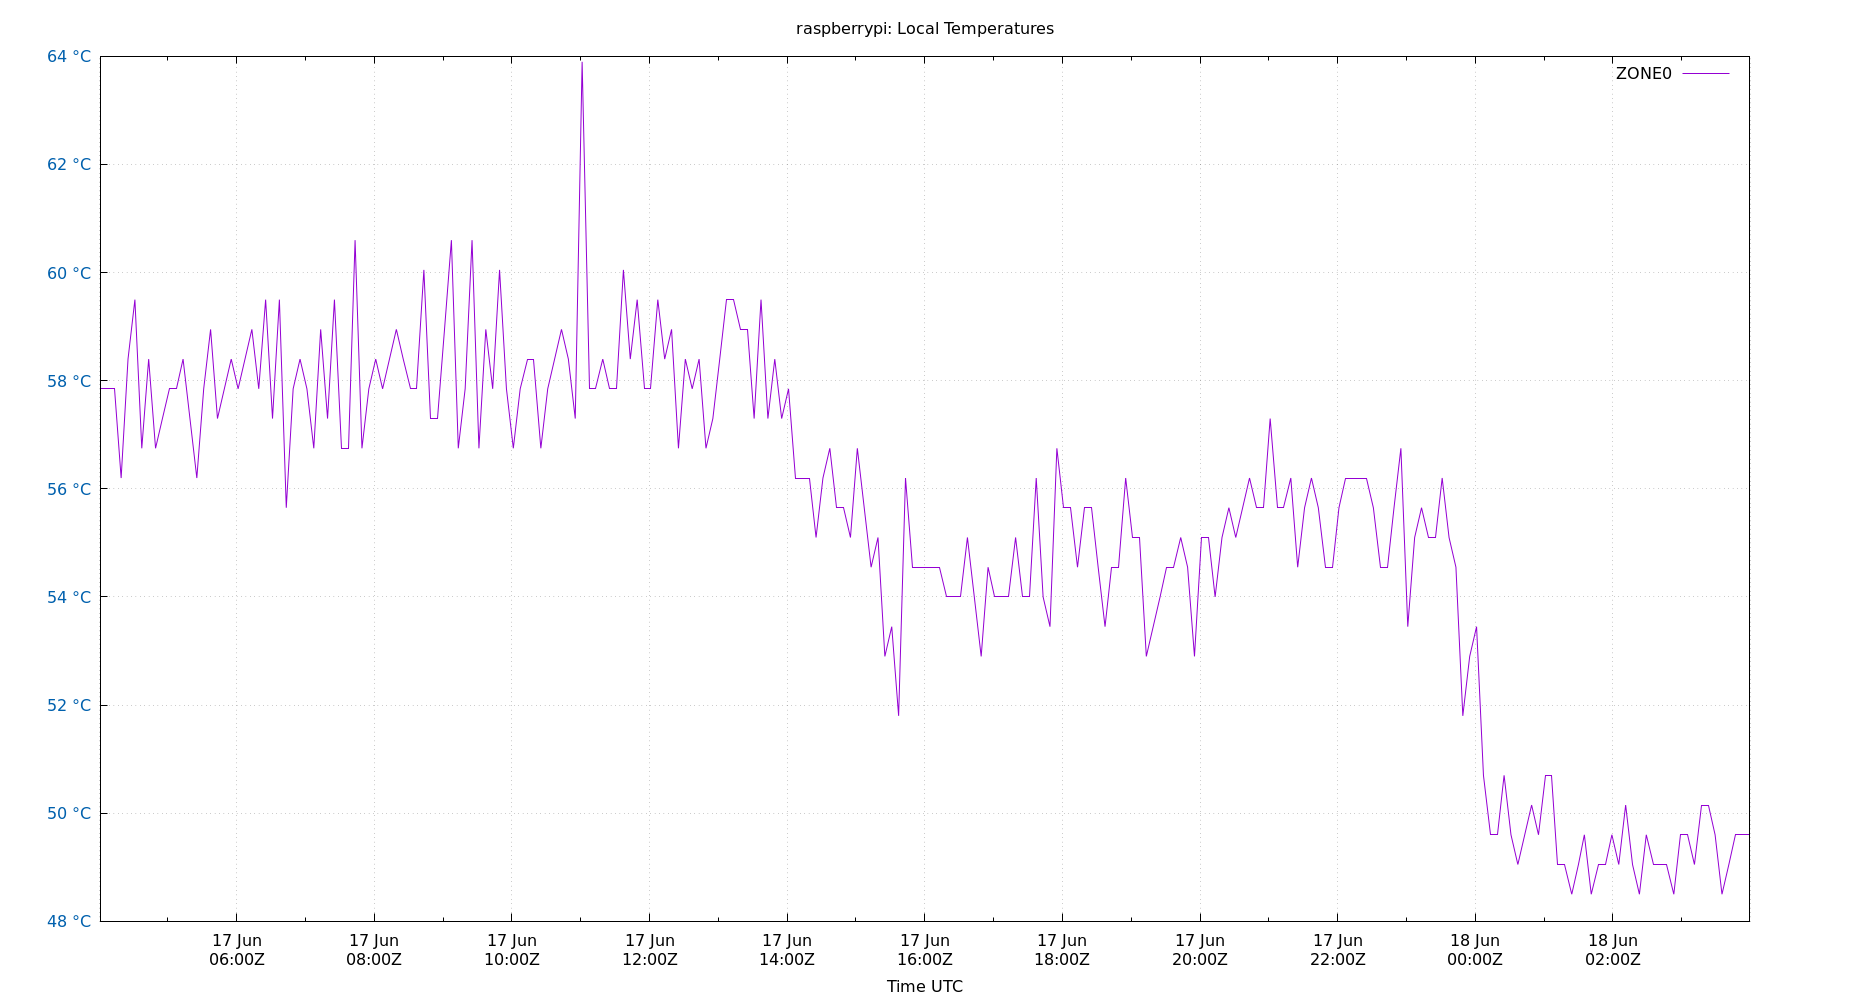 raspberrypi: Local Temperatures
64 °C
ZONE0
62 °C
60 °C
58 °C
56 °C
54 °C
52 °C
50 °C
48 °C
17 Jun 17 Jun 17 Jun 17 Jun 17 Jun 17 Jun 17 Jun 17 Jun 17 Jun 18 Jun 18 Jun
06:00Z 08:00Z 10:00Z 12:00Z 14:00Z 16:00Z 18:00Z 20:00Z 22:00Z 00:00Z 02:00Z
Time UTC